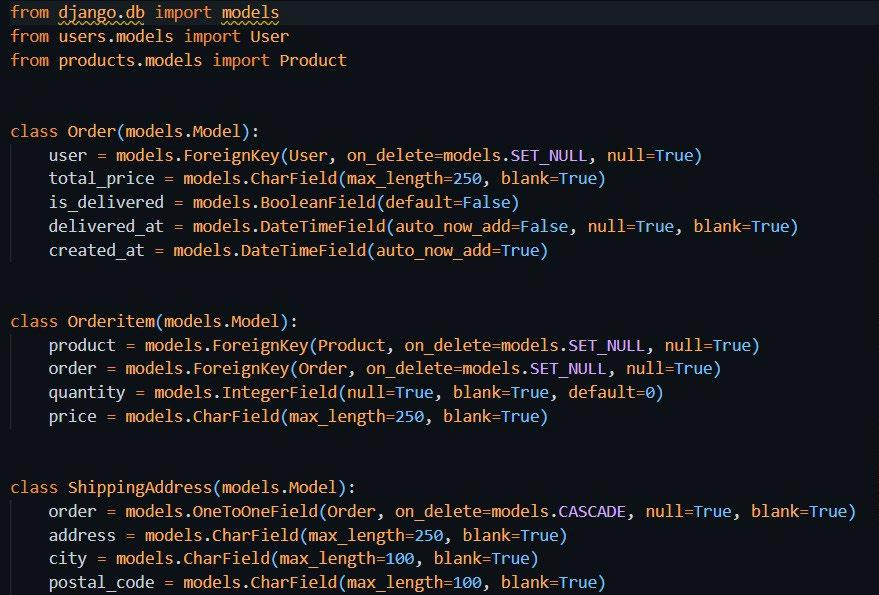 from django.db import models
from users.models import User
from products.models import Product
class Order(models.Model):
user = models.ForeignKey(User, on_delete=models.SET_NULL, null=True)
total_price = models.CharField(max_length=250, blank=True)
is_delivered = models.BooleanField(default=False)
delivered_at = models.DateTimeField(auto_now_add=False, null=True, blank=True)
created_at = models.DateTimeField(auto_now_add=True)
class Orderitem(models.Model):
product = models.ForeignKey(Product, on_delete=models.SET_NULL, null=True)
order = models.ForeignKey(Order, on_delete=models.SET_NULL, null=True)
quantity = models.IntegerField(null=True, blank=True, default=0)
price = models.CharField(max_length=250, blank=True)
class ShippingAddress(models.Model):
order = models.OneToOneField(Order, on_delete=models.CASCADE, null=True, blank=True)
address = models.CharField(max_length=250, blank=True)
city = models.CharField(max_length=100, blank=True)
postal_code = models.CharField(max_length=100, blank=True)